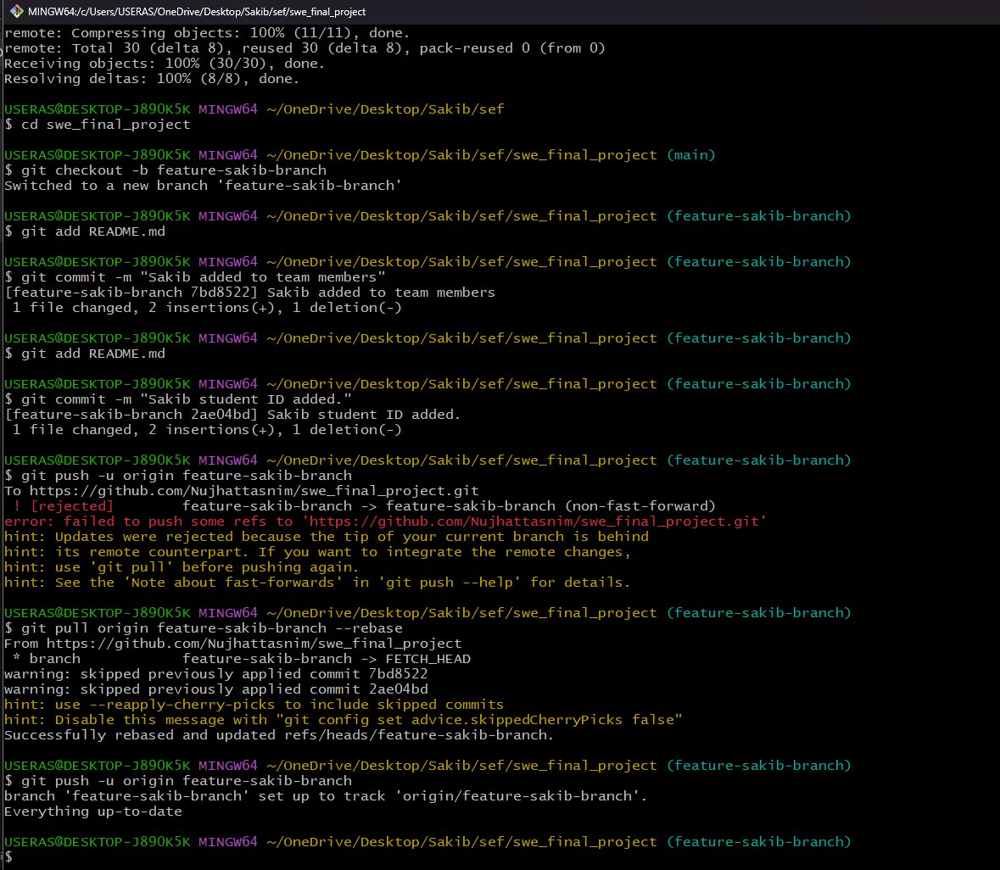 MINGW64:/c/Users/USERAS/OneDrive/Desktop/Sakib/sef/swe_final_project
remote: Compressing objects: 100% (11/11), done.
remote: Total 30 (delta 8), reused 30 (delta 8), pack-reused 0 (from 0)
Receiving objects: 100% (30/30), done.
Resolving deltas: 100% (8/8), done.
USERAS@DESKTOP-J890K5K MINGW64 ~/OneDrive/Desktop/Sakib/sef
$ cd swe_final_project
USERAS@DESKTOP-J890K5K MINGW64 ~/OneDrive/Desktop/Sakib/sef/swe_final_project (main)
$ git checkout -b feature-sakib-branch
Switched to a new branch 'feature-sakib-branch'
USERAS@DESKTOP-J890K5K MINGW64 ~/OneDrive/Desktop/Sakib/sef/swe_final_project (feature-sakib-branch)
$ git add README.md
USERAS@DESKTOP-J890K5K MINGW64 ~/OneDrive/Desktop/Sakib/sef/swe_final_project (feature-sakib-branch)
$ git commit -m "Sakib added to team members"
[feature-sakib-branch 7bd8522] Sakib added to team members
1 file changed, 2 insertions(+), 1 deletion(-)
USERAS@DESKTOP-J890K5K MINGW64 ~/OneDrive/Desktop/Sakib/sef/swe_final_project (feature-sakib-branch)
$ git add README.md
USERAS@DESKTOP-J890K5K MINGW64 ~/OneDrive/Desktop/Sakib/sef/swe_final_project (feature-sakib-branch)
$ git commit -m "Sakib student ID added."
[feature-sakib-branch 2ae04bd] Sakib student ID added.
1 file changed, 2 insertions(+), 1 deletion(-)
USERAS@DESKTOP-J890K5K MINGW64 ~/OneDrive/Desktop/Sakib/sef/swe_final_project (feature-sakib-branch)
$ git push -u origin feature-sakib-branch
To https://github.com/Nujhattasnim/swe_final_project.git
! [rejected] feature-sakib-branch -> feature-sakib-branch (non-fast-forward)
error: failed to push some refs to 'https://github.com/Nujhattasnim/swe_final_project.git'
hint: Updates were rejected because the tip of your current branch is behind
hint: its remote counterpart. If you want to integrate the remote changes,
hint: use 'git pull' before pushing again.
hint: See the 'Note about fast-forwards' in 'git push --help' for details.
USERAS@DESKTOP-J890K5K MINGW64 ~/OneDrive/Desktop/Sakib/sef/swe_final_project (feature-sakib-branch)
$ git pull origin feature-sakib-branch --rebase
From https://github.com/Nujhattasnim/swe_final_project
* branch feature-sakib-branch -> FETCH_HEAD
warning: skipped previously applied commit 7bd8522
warning: skipped previously applied commit 2ae04bd
hint: use --reapply-cherry-picks to include skipped commits
hint: Disable this message with "git config set advice.skippedCherryPicks false"
Successfully rebased and updated refs/heads/feature-sakib-branch.
USERAS@DESKTOP-J890K5K MINGW64 ~/OneDrive/Desktop/Sakib/sef/swe_final_project (feature-sakib-branch)
$ git push -u origin feature-sakib-branch
branch 'feature-sakib-branch' set up to track 'origin/feature-sakib-branch'.
Everything up-to-date
USERAS@DESKTOP-J890K5K MINGW64 ~/OneDrive/Desktop/Sakib/sef/swe_final_project (feature-sakib-branch)
$